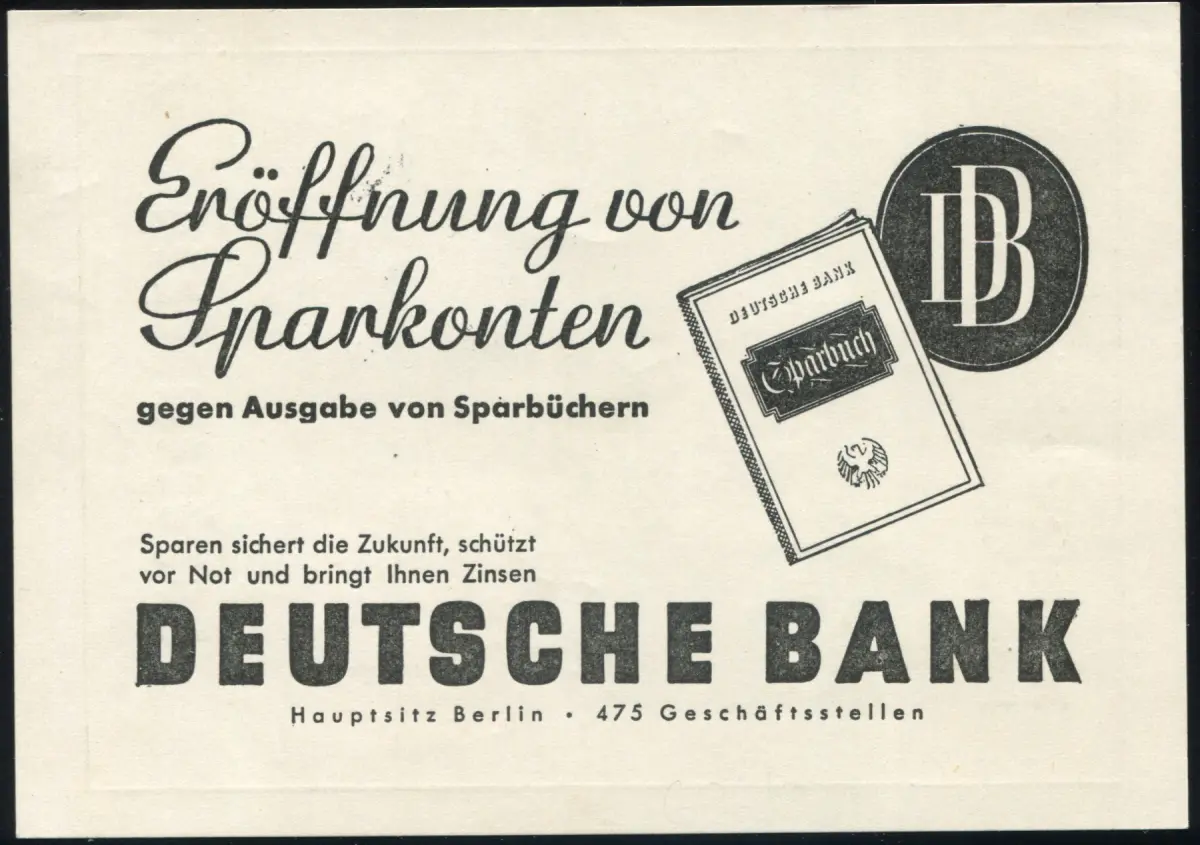 Eröffnung von
Sparkonten
gegen Ausgabe von Sparbüchern
DB
DEUTSCHE BANK
Sparbuch
Sparen sichert die Zukunft, schützt
vor Not und bringt Ihnen Zinsen
DEUTSCHE BANK
Hauptsitz Berlin • 475 Geschäftsstellen